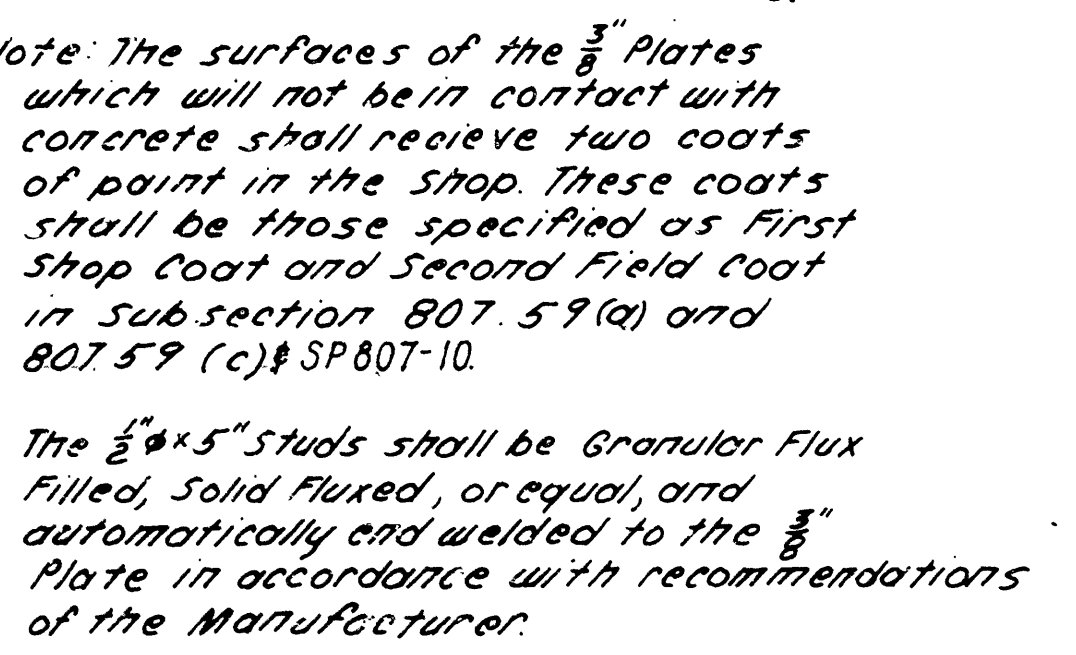 Note: The surfaces of the 3/8" Plates
which will not be in contact with
concrete shall recieve two coats
of paint in the shop. These coats
shall be those specified as First
Shop Coat and Second Field Coat
in Subsection 807.59(a) and
807.59 (c) & SP 807-10.
The 1/2"φ x 5" Studs shall be Granular Flux
Filled, Solid Fluxed, or equal, and
automatically end welded to the 3/8"
Plate in accordance with recommendations
of the Manufacturer.